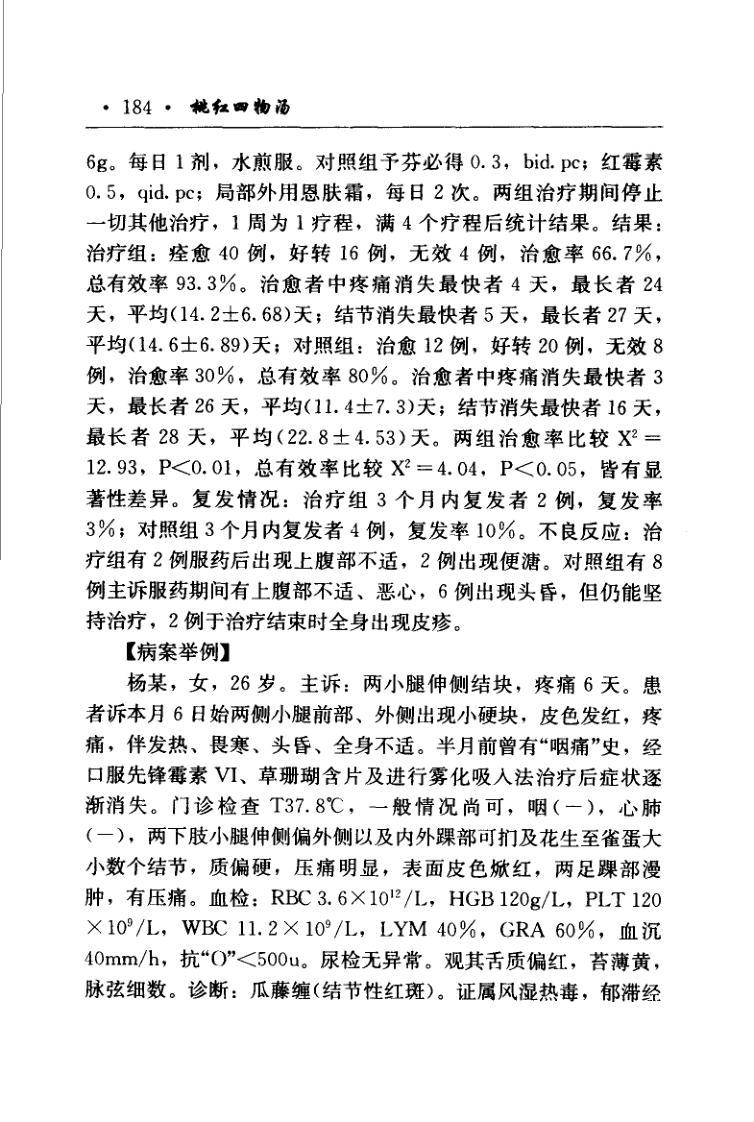 · 184 · 桃红四物汤
6g。每日 1 剂，水煎服。对照组予芬必得 0.3，bid. pc；红霉素
0.5，qid. pc；局部外用恩肤霜，每日 2 次。两组治疗期间停止
一切其他治疗，1 周为 1 疗程，满 4 个疗程后统计结果。结果：
治疗组：痊愈 40 例，好转 16 例，无效 4 例，治愈率 66.7%，
总有效率 93.3%。治愈者中疼痛消失最快者 4 天，最长者 24
天，平均(14.2±6.68)天；结节消失最快者 5 天，最长者 27 天，
平均(14.6±6.89)天；对照组：治愈 12 例，好转 20 例，无效 8
例，治愈率 30%，总有效率 80%。治愈者中疼痛消失最快者 3
天，最长者 26 天，平均(11.4±7.3)天；结节消失最快者 16 天，
最长者 28 天，平均(22.8±4.53)天。两组治愈率比较 X²＝
12.93，P<0.01，总有效率比较 X²＝4.04，P<0.05，皆有显
著性差异。复发情况：治疗组 3 个月内复发者 2 例，复发率
3%；对照组 3 个月内复发者 4 例，复发率 10%。不良反应：治
疗组有 2 例服药后出现上腹部不适，2 例出现便溏。对照组有 8
例主诉服药期间有上腹部不适、恶心，6 例出现头昏，但仍能坚
持治疗，2 例于治疗结束时全身出现皮疹。
【病案举例】
杨某，女，26 岁。主诉：两小腿伸侧结块，疼痛 6 天。患
者诉本月 6 日始两侧小腿前部、外侧出现小硬块，皮色发红，疼
痛，伴发热、畏寒、头昏、全身不适。半月前曾有“咽痛”史，经
口服先锋霉素 VI、草珊瑚含片及进行雾化吸入法治疗后症状逐
渐消失。门诊检查 T37.8℃，一般情况尚可，咽(－)，心肺
(－)，两下肢小腿伸侧偏外侧以及内外踝部可扪及花生至雀蛋大
小数个结节，质偏硬，压痛明显，表面皮色焮红，两足踝部漫
肿，有压痛。血检：RBC 3.6×10¹²/L，HGB 120g/L，PLT 120
×10⁹/L，WBC 11.2×10⁹/L，LYM 40%，GRA 60%，血沉
40mm/h，抗“O”<500u。尿检无异常。观其舌质偏红，苔薄黄，
脉弦细数。诊断：瓜藤缠(结节性红斑)。证属风湿热毒，郁滞经